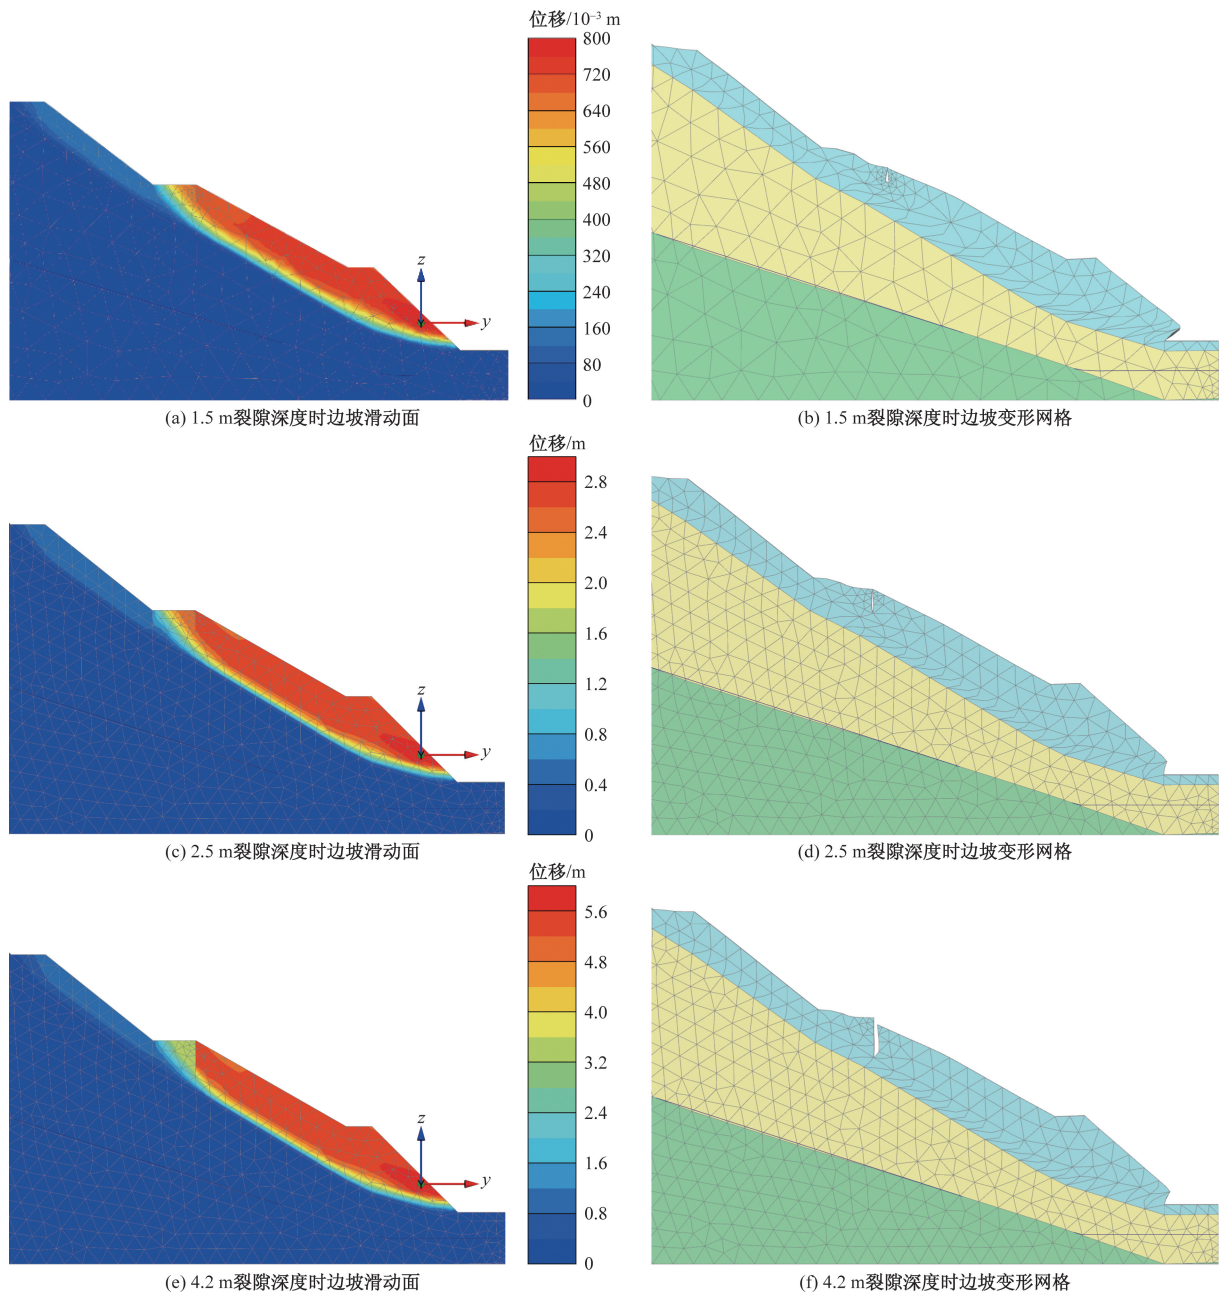 位移/10⁻³ m
800
720
640
560
480
400
320
240
160
80
0
z
y
(a) 1.5 m裂隙深度时边坡滑动面
(b) 1.5 m裂隙深度时边坡变形网格
位移/m
2.8
2.4
2.0
1.6
1.2
0.8
0.4
0
z
y
(c) 2.5 m裂隙深度时边坡滑动面
(d) 2.5 m裂隙深度时边坡变形网格
位移/m
5.6
4.8
4.0
3.2
2.4
1.6
0.8
0
z
y
(e) 4.2 m裂隙深度时边坡滑动面
(f) 4.2 m裂隙深度时边坡变形网格